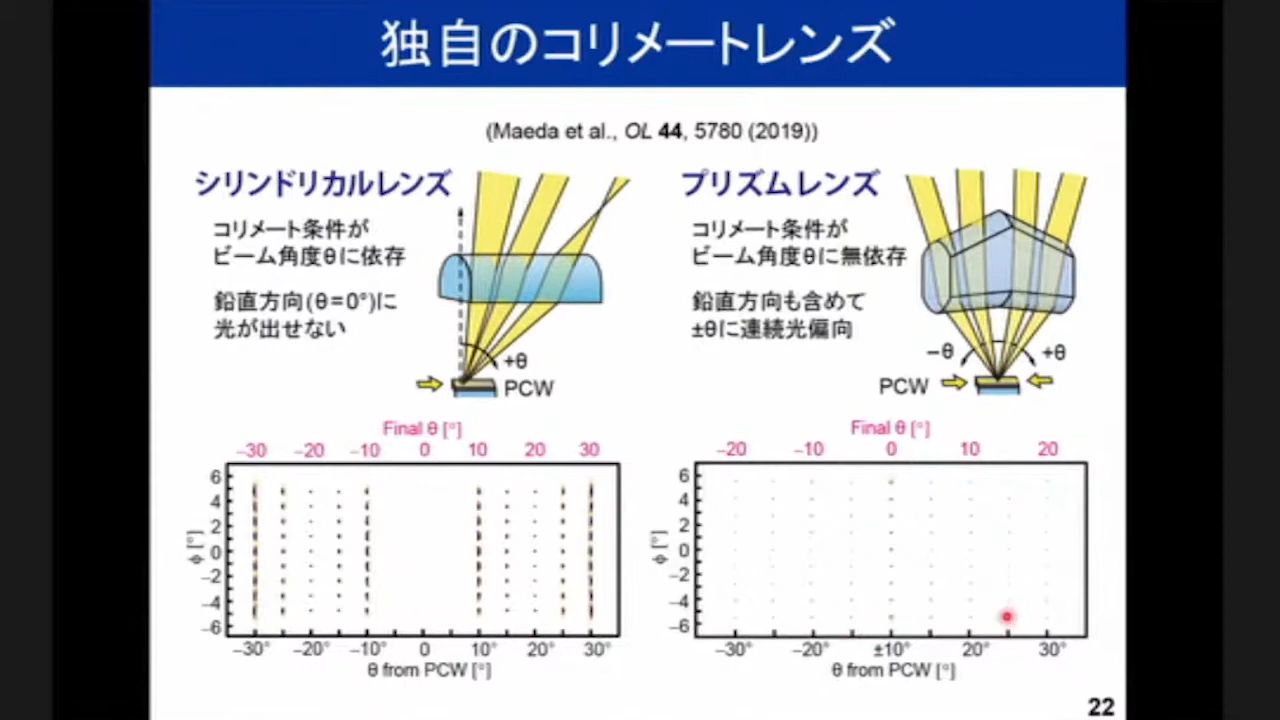 独自のコリメートレンズ
(Maeda et al., OL 44, 5780 (2019))
シリンドリカルレンズ
コリメート条件が
ビーム角度θに依存
鉛直方向(θ=0°)に
光が出せない
+θ
PCW
プリズムレンズ
コリメート条件が
ビーム角度θに無依存
鉛直方向も含めて
±θに連続光偏向
−θ
+θ
PCW
Final θ [°]
−30 −20 −10 0 10 20 30
6
4
2
0
−2
−4
−6
ϕ [°]
−30° −20° −10° 0 10° 20° 30°
θ from PCW [°]
Final θ [°]
−20 −10 0 10 20
6
4
2
0
−2
−4
−6
ϕ [°]
−30° −20° ±10° 20° 30°
θ from PCW [°]
22